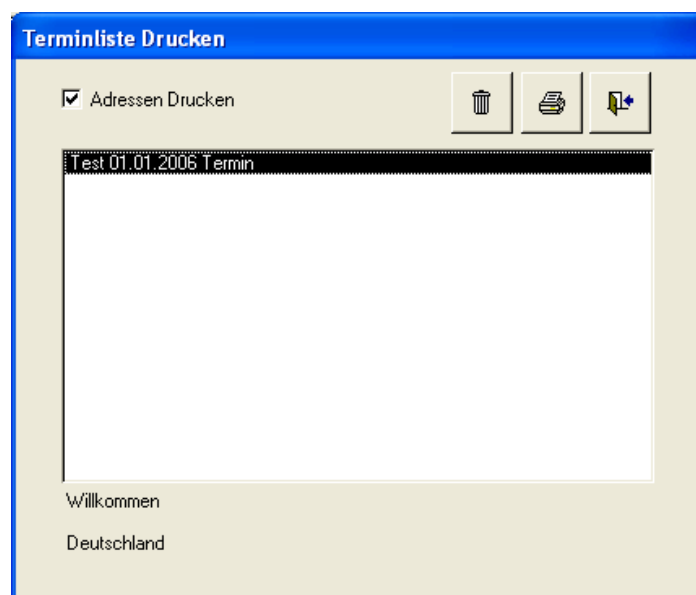 Terminliste Drucken
Adressen Drucken
Test 01.01.2006 Termin
Willkommen
Deutschland